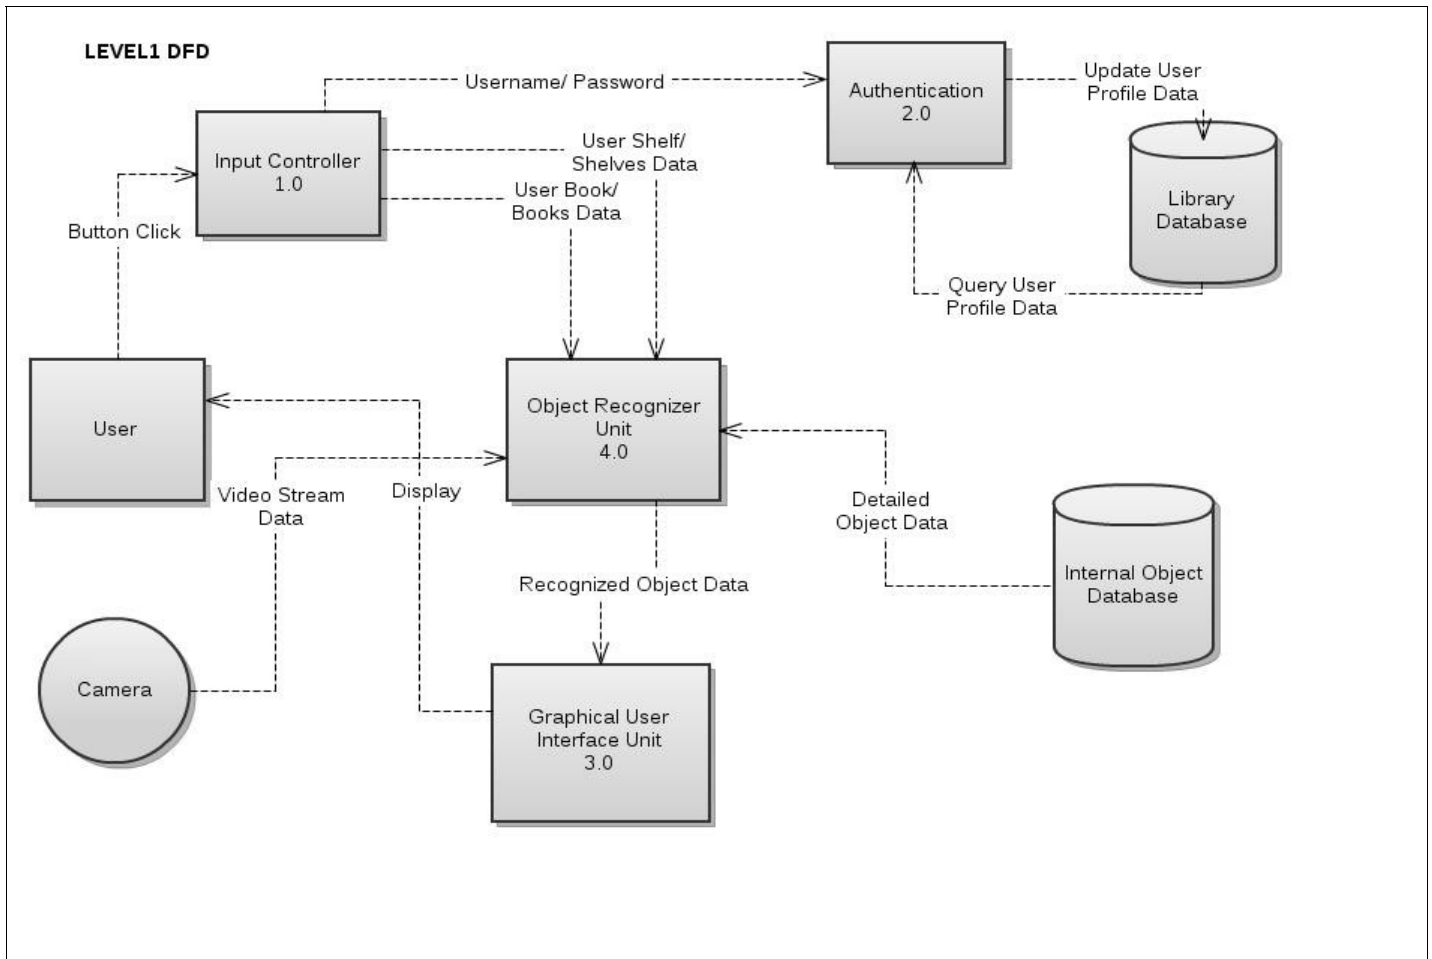 LEVEL1 DFD
Username/ Password
Authentication
2.0
Update User
Profile Data
Input Controller
1.0
User Shelf/
Shelves Data
User Book/
Books Data
Library
Database
Button Click
Query User
Profile Data
User
Object Recognizer
Unit
4.0
Video Stream
Data
Display
Detailed
Object Data
Recognized Object Data
Internal Object
Database
Camera
Graphical User
Interface Unit
3.0